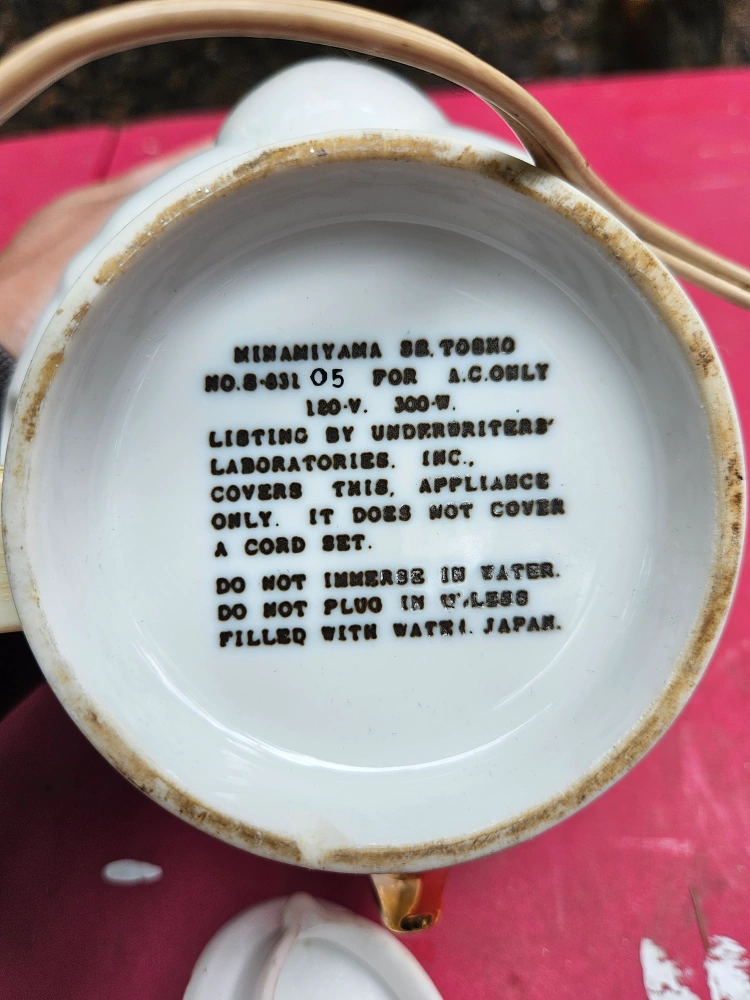 MINAMIYAMA SB. TOSHO
NO.S-631 05 FOR A.C.ONLY
120-V. 300-W.
LISTING BY UNDERWRITERS'
LABORATORIES. INC.,
COVERS THIS, APPLIANCE
ONLY. IT DOES NOT COVER
A CORD SET.
DO NOT IMMERSE IN WATER.
DO NOT PLUG IN UNLESS
FILLED WITH WATER. JAPAN.